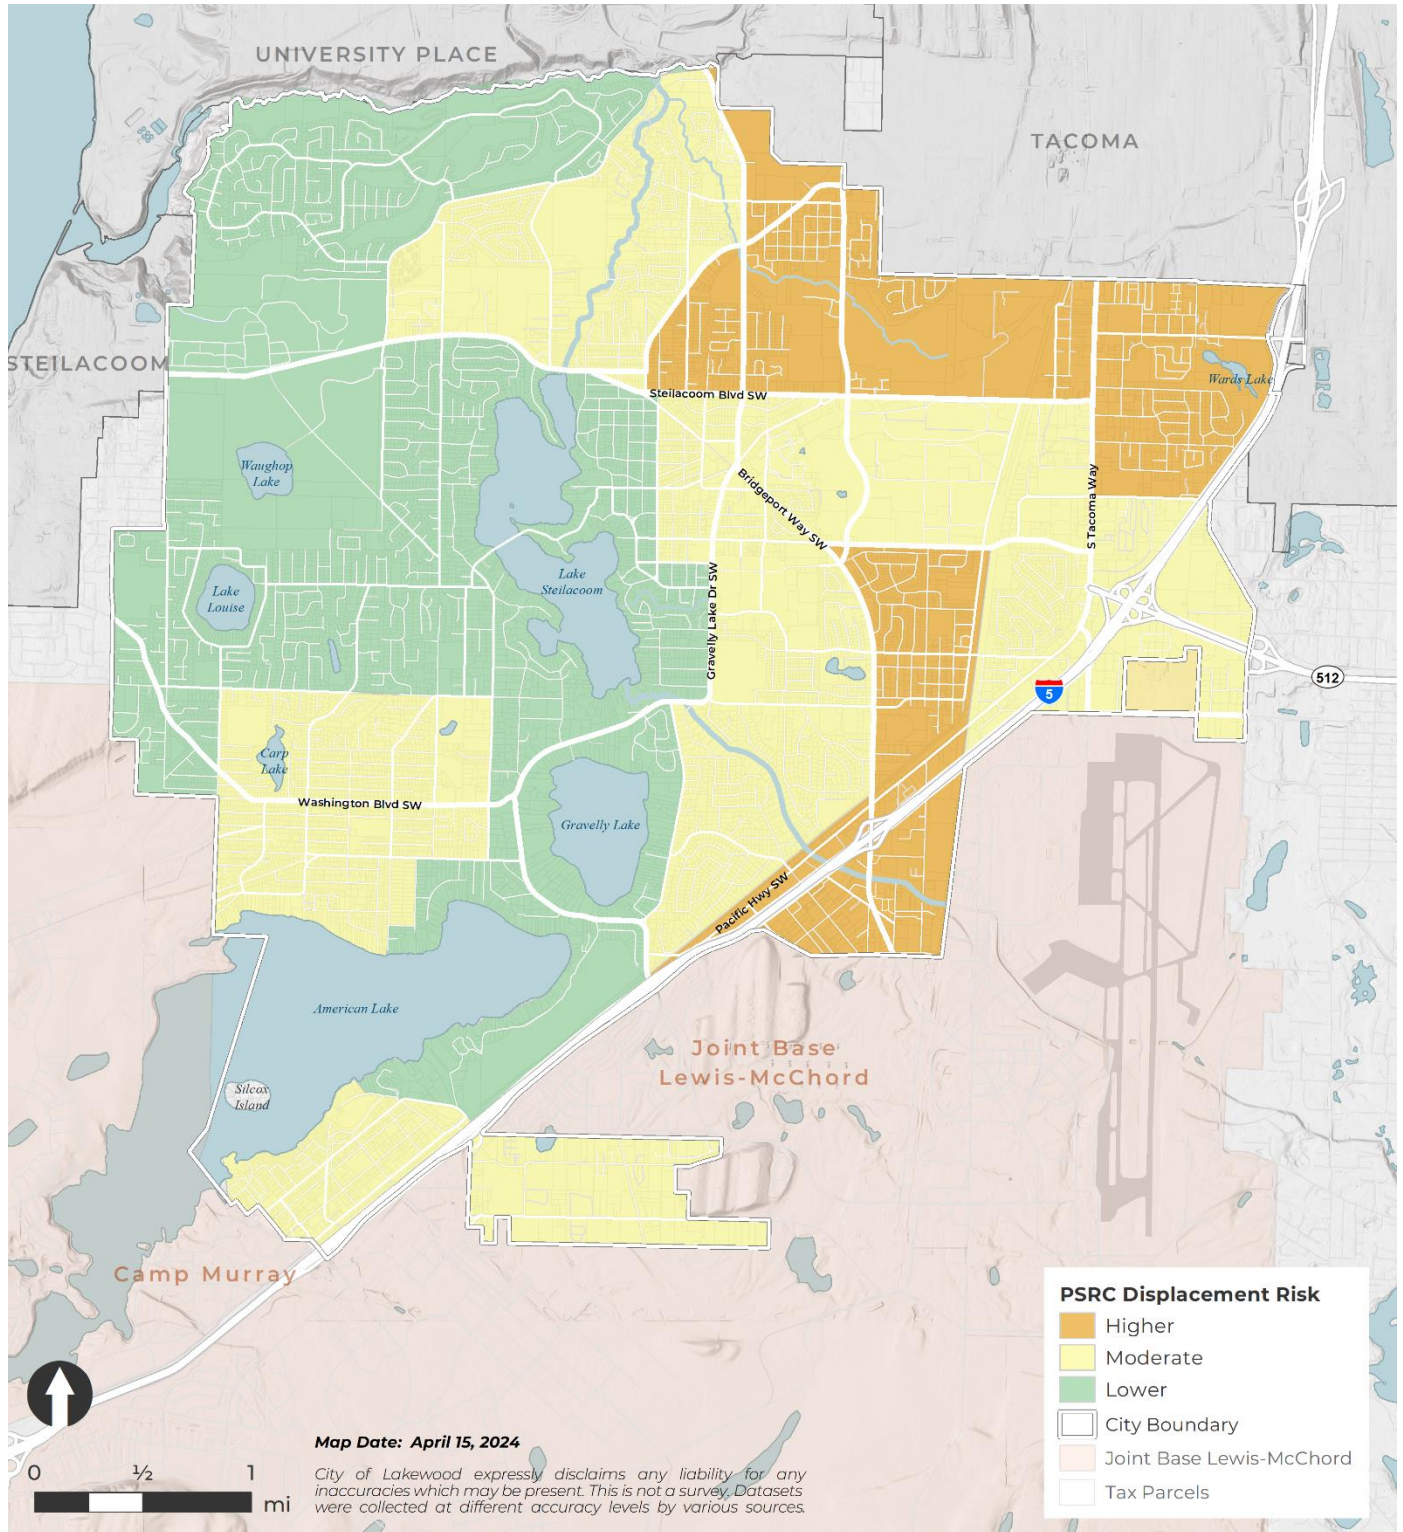 UNIVERSITY PLACE
TACOMA
STEILACOOM
Wards Lake
Steilacoom Blvd SW
Waughop
Lake
Bridgeport Way SW
S Tacoma Way
Lake
Louise
Lake
Steilacoom
Gravelly Lake Dr SW
512
5
Carp
Lake
Washington Blvd SW
Gravelly Lake
Pacific Hwy SW
American Lake
Joint Base
Lewis-McChord
Silcox
Island
Camp Murray
PSRC Displacement Risk
Higher
Moderate
Lower
City Boundary
Joint Base Lewis-McChord
Tax Parcels
Map Date: April 15, 2024
0 ½ 1
mi
City of Lakewood expressly disclaims any liability for any
inaccuracies which may be present. This is not a survey. Datasets
were collected at different accuracy levels by various sources.